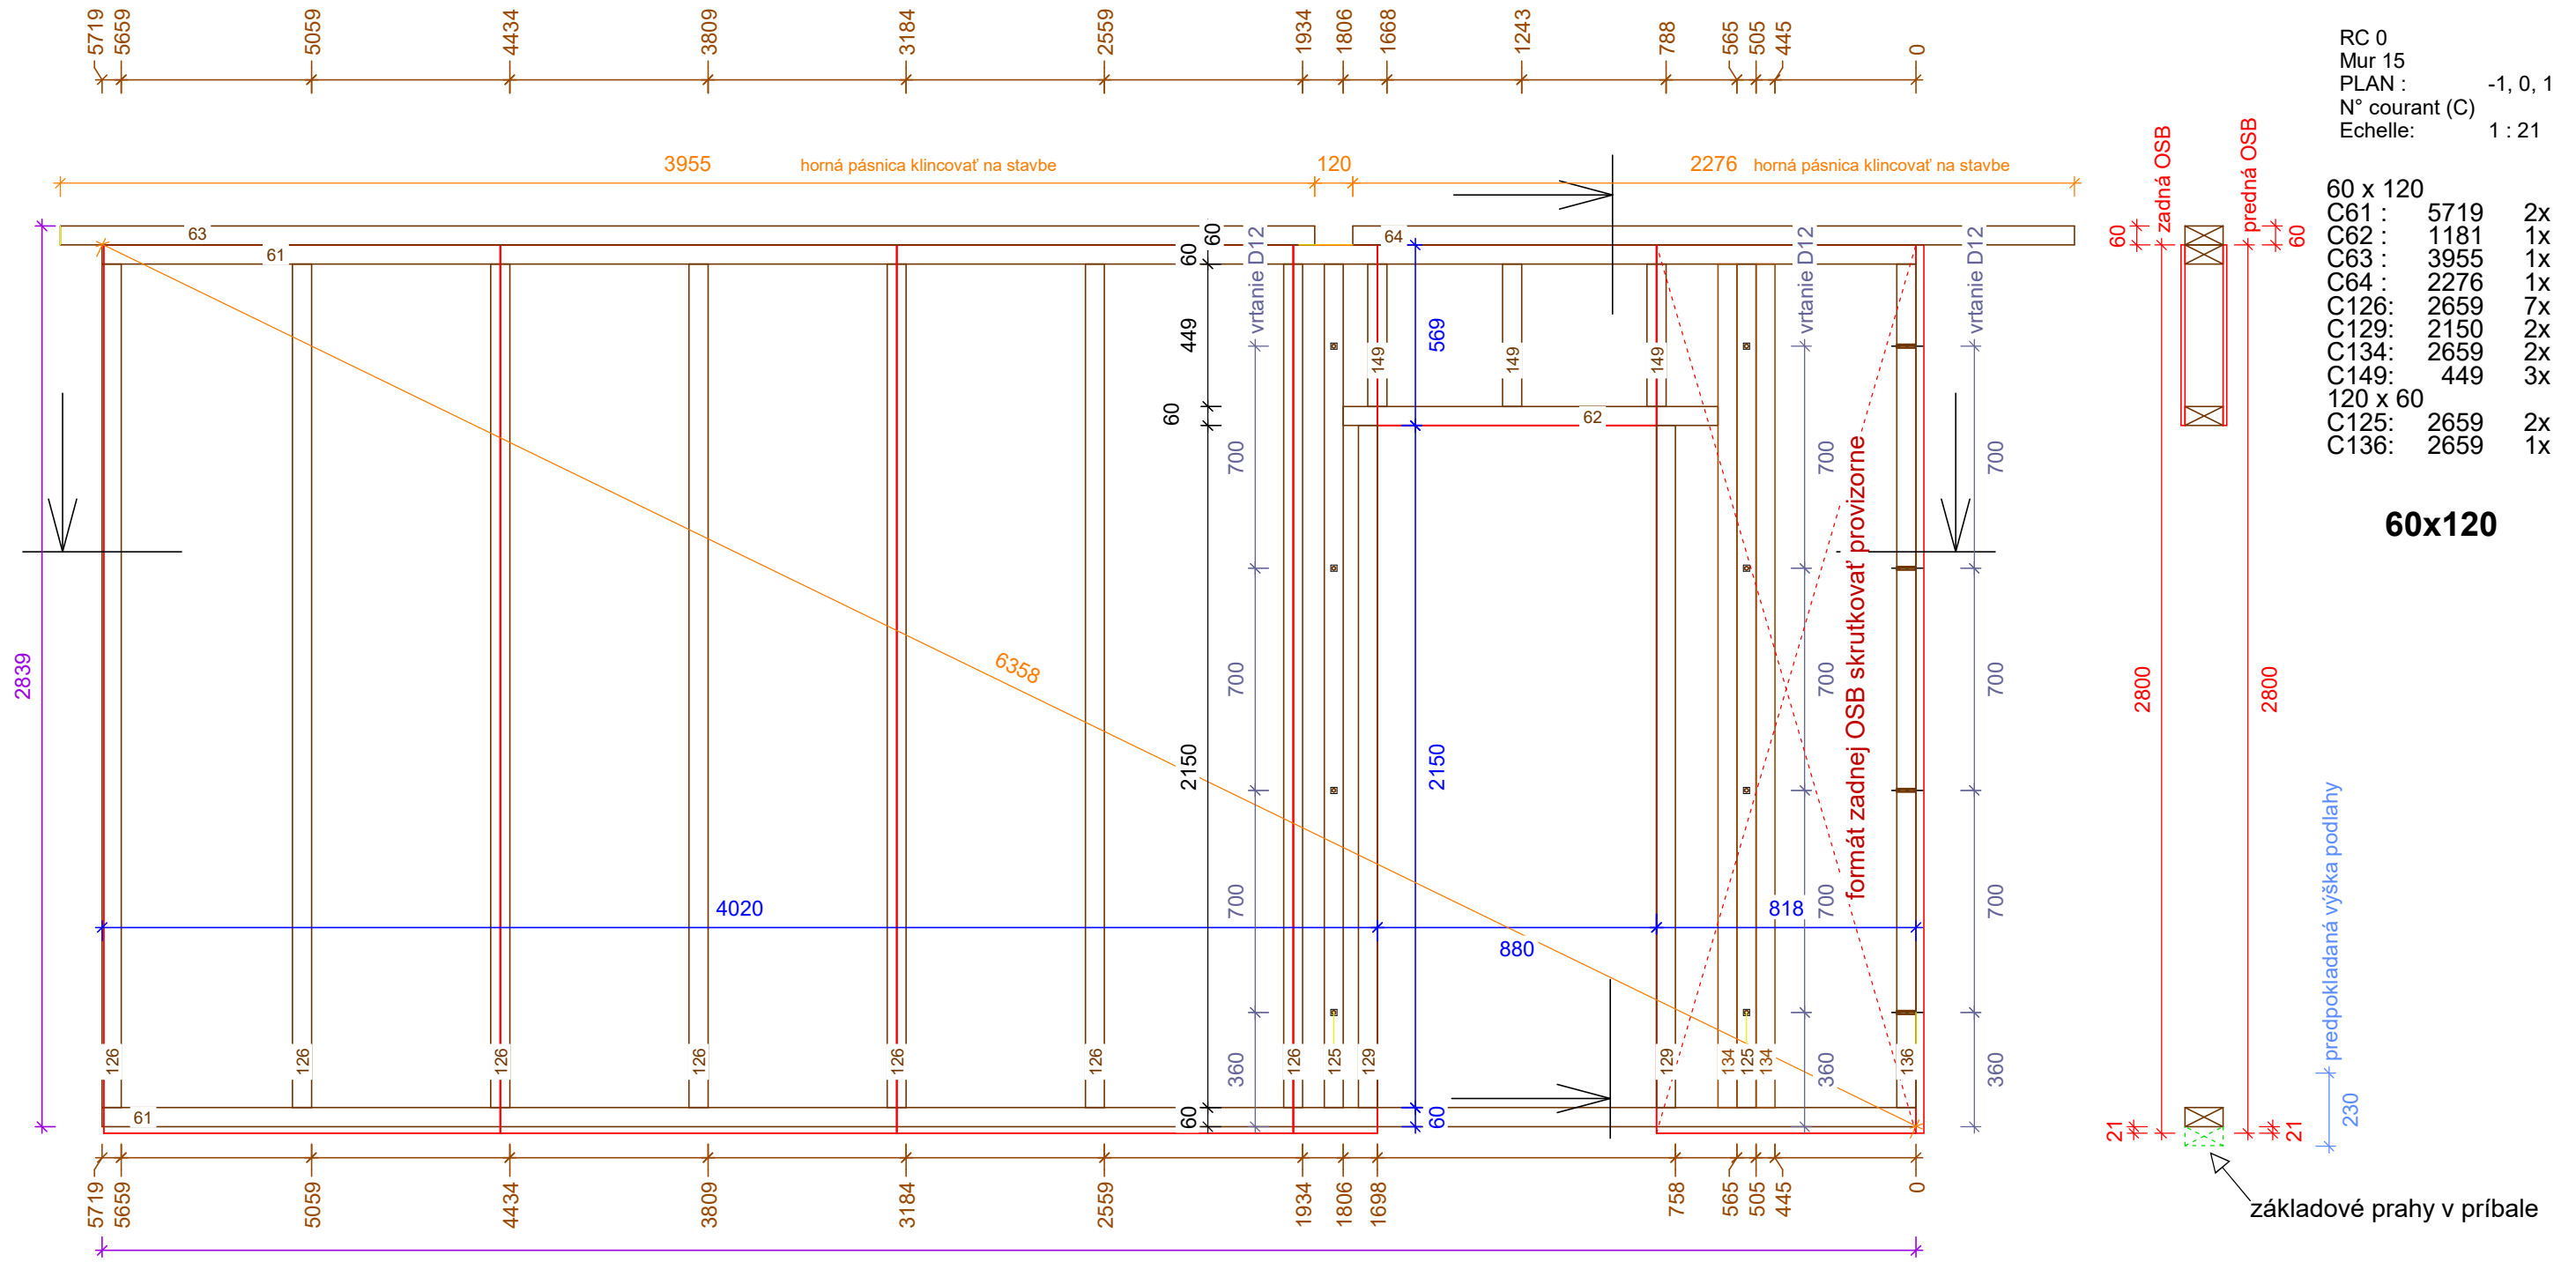 5719 5659 5059 4434 3809 3184 2559 1934 1806 1668 1243 788 565 505 445 0
RC 0
Mur 15
PLAN : -1, 0, 1
N° courant (C)
Echelle: 1 : 21
3955 horná pásnica klincovať na stavbe 120 2276 horná pásnica klincovať na stavbe
zadná OSB predná OSB
60 x 120
C61 : 5719 2x
C62 : 1181 1x
C63 : 3955 1x
C64 : 2276 1x
C126: 2659 7x
C129: 2150 2x
C134: 2659 2x
C149: 449 3x
120 x 60
C125: 2659 2x
C136: 2659 1x
60x120
63 60 64 60 60
61 60
vrtanie D12 vrtanie D12 vrtanie D12
449 149 569 149 149
60 62
700 700 700
formát zadnej OSB skrutkovať provizorne
2839 6358 700 700 700 2800 2800
2150 2150
4020 880 818
700 700 700
predpokladaná výška podlahy
126 126 126 126 126 126 126 125 129 129 134 125 134 136
360 360 360
61 60 60
21 21 230
5719 5659 5059 4434 3809 3184 2559 1934 1806 1698 758 565 505 445 0
základové prahy v príbale